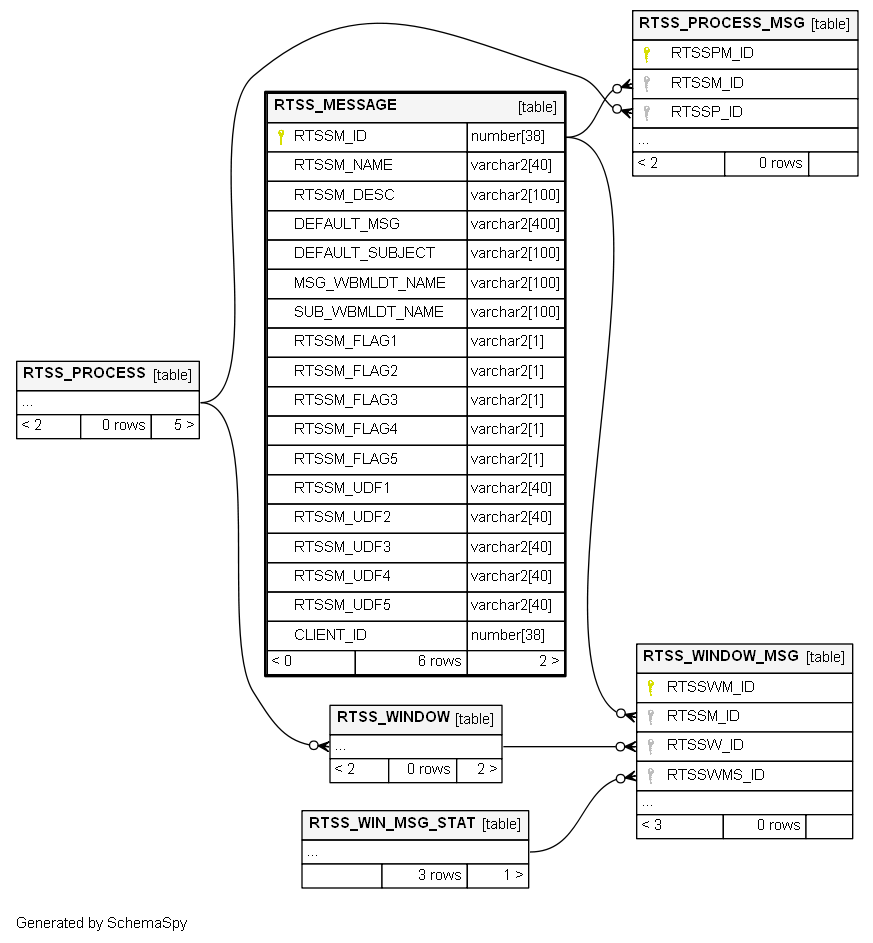 RTSS_PROCESS_MSG [table]
RTSSPM_ID
RTSSM_ID
RTSSP_ID
...
< 2 0 rows
RTSS_MESSAGE [table]
RTSSM_ID number[38]
RTSSM_NAME varchar2[40]
RTSSM_DESC varchar2[100]
DEFAULT_MSG varchar2[400]
DEFAULT_SUBJECT varchar2[100]
MSG_WBMLDT_NAME varchar2[100]
SUB_WBMLDT_NAME varchar2[100]
RTSSM_FLAG1 varchar2[1]
RTSSM_FLAG2 varchar2[1]
RTSSM_FLAG3 varchar2[1]
RTSSM_FLAG4 varchar2[1]
RTSSM_FLAG5 varchar2[1]
RTSSM_UDF1 varchar2[40]
RTSSM_UDF2 varchar2[40]
RTSSM_UDF3 varchar2[40]
RTSSM_UDF4 varchar2[40]
RTSSM_UDF5 varchar2[40]
CLIENT_ID number[38]
< 0 6 rows 2 >
RTSS_PROCESS [table]
...
< 2 0 rows 5 >
RTSS_WINDOW_MSG [table]
RTSSWM_ID
RTSSM_ID
RTSSW_ID
RTSSWMS_ID
...
< 3 0 rows
RTSS_WINDOW [table]
...
< 2 0 rows 2 >
RTSS_WIN_MSG_STAT [table]
...
3 rows 1 >
Generated by SchemaSpy